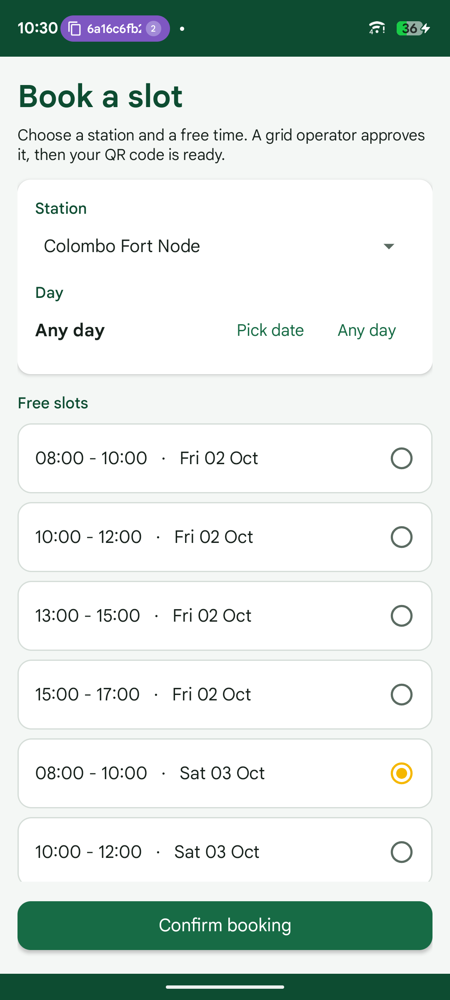 10:30
2
36
Book a slot
Choose a station and a free time. A grid operator approves
it, then your QR code is ready.
Station
Colombo Fort Node
Day
Any day Pick date Any day
Free slots
08:00 - 10:00 · Fri 02 Oct
10:00 - 12:00 · Fri 02 Oct
13:00 - 15:00 · Fri 02 Oct
15:00 - 17:00 · Fri 02 Oct
08:00 - 10:00 · Sat 03 Oct
10:00 - 12:00 · Sat 03 Oct
Confirm booking